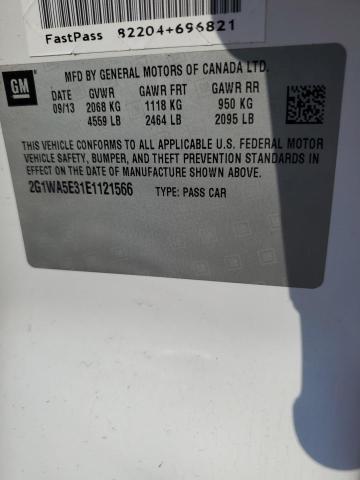 FastPass 82204+696821
GM
MFD BY GENERAL MOTORS OF CANADA LTD.
DATE GVWR GAWR FRT GAWR RR
09/13 2068 KG 1118 KG 950 KG
4559 LB 2464 LB 2095 LB
THIS VEHICLE CONFORMS TO ALL APPLICABLE U.S. FEDERAL MOTOR
VEHICLE SAFETY, BUMPER, AND THEFT PREVENTION STANDARDS IN
EFFECT ON THE DATE OF MANUFACTURE SHOWN ABOVE.
2G1WA5E31E1121566 TYPE: PASS CAR